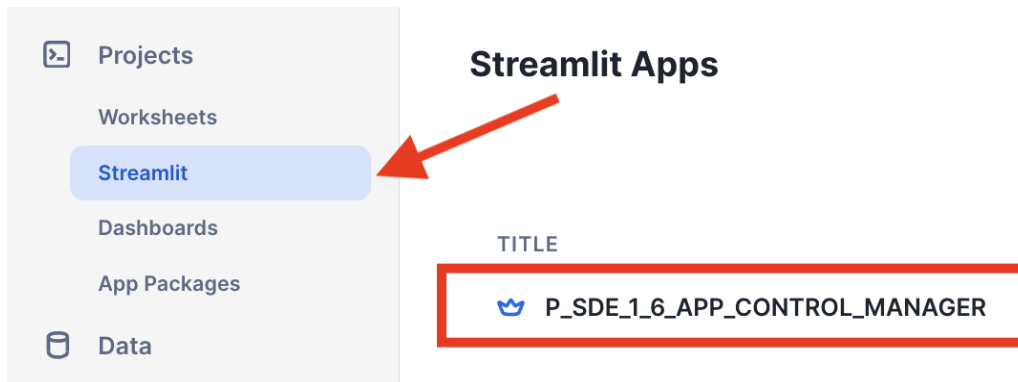 Projects
Worksheets
Streamlit
Dashboards
App Packages
Data
Streamlit Apps
TITLE
P_SDE_1_6_APP_CONTROL_MANAGER